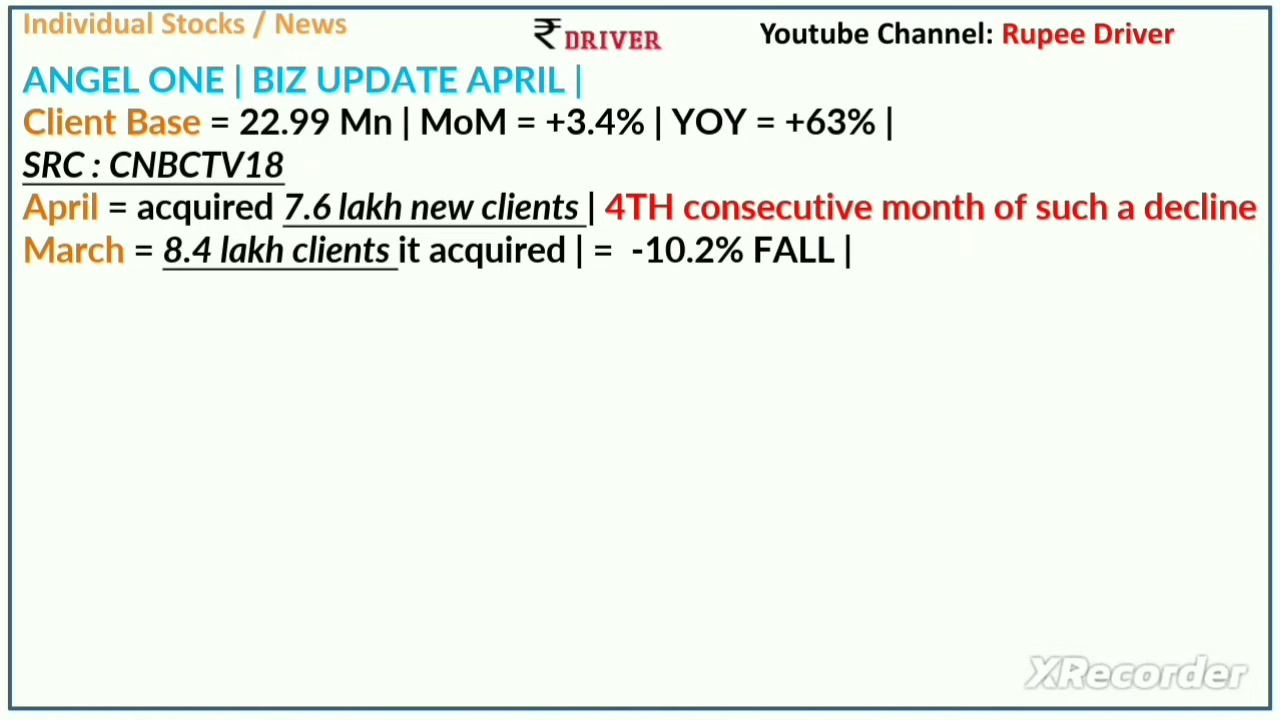 Individual Stocks / News
₹ DRIVER
Youtube Channel: Rupee Driver
ANGEL ONE | BIZ UPDATE APRIL |
Client Base = 22.99 Mn | MoM = +3.4% | YOY = +63% |
SRC : CNBCTV18
April = acquired 7.6 lakh new clients | 4TH consecutive month of such a decline
March = 8.4 lakh clients it acquired | = -10.2% FALL |
XRecorder